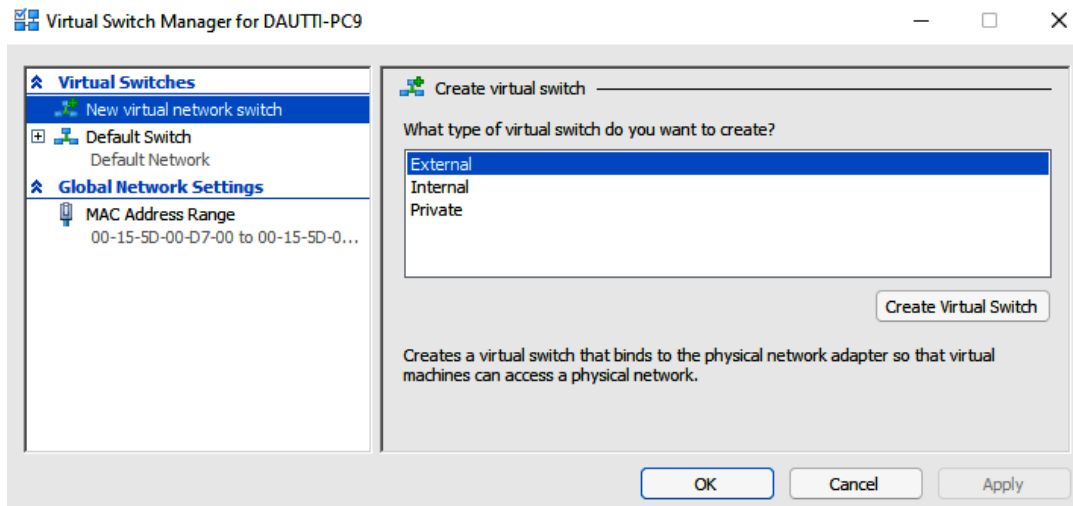 Virtual Switch Manager for DAUTTI-PC9
Virtual Switches
New virtual network switch
Default Switch
Default Network
Global Network Settings
MAC Address Range
00-15-5D-00-D7-00 to 00-15-5D-0...
Create virtual switch
What type of virtual switch do you want to create?
External
Internal
Private
Create Virtual Switch
Creates a virtual switch that binds to the physical network adapter so that virtual
machines can access a physical network.
OK
Cancel
Apply